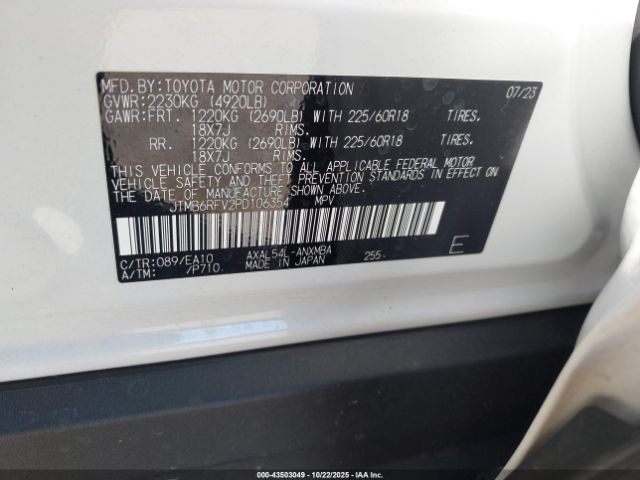 MFD.BY:TOYOTA MOTOR CORPORATION 07/23
GVWR:2230KG (4920LB)
GAWR:FRT. 1220KG (2690LB) WITH 225/60R18 TIRES.
18X7J RIMS.
RR. 1220KG (2690LB) WITH 225/60R18 TIRES.
18X7J RIMS.
THIS VEHICLE CONFORMS TO ALL APPLICABLE FEDERAL MOTOR
VEHICLE SAFETY AND THEFT PREVENTION STANDARDS IN EFFECT ON
THE DATE OF MANUFACTURE SHOWN ABOVE.
JTMB6RFV2PD106354 MPV
C/TR:089/EA10 AXAL54L-ANXMBA 255- E
A/TM: /P710. MADE IN JAPAN
000-43503049 - 10/22/2025 - IAAI.com